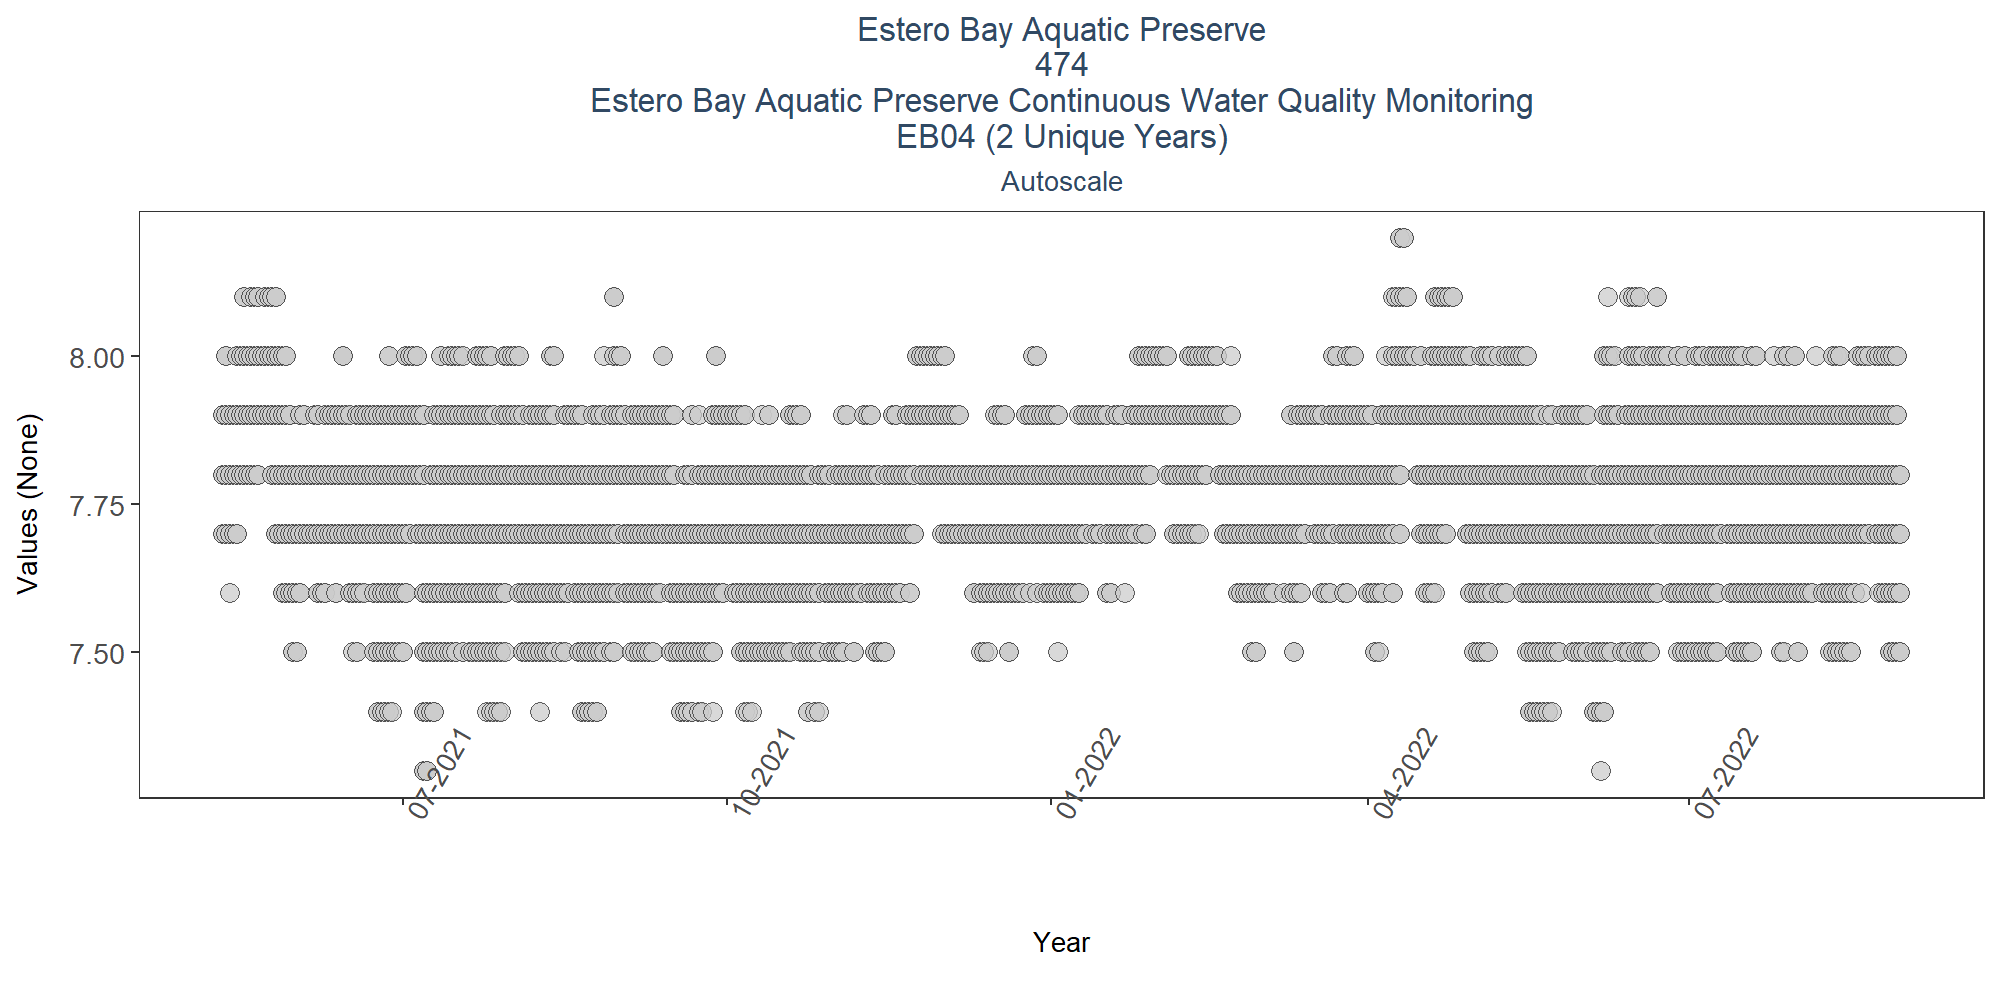 Estero Bay Aquatic Preserve
474
Estero Bay Aquatic Preserve Continuous Water Quality Monitoring
EB04 (2 Unique Years)
Autoscale
Values (None)
8.00
7.75
7.50
07-2021
10-2021
01-2022
04-2022
07-2022
Year